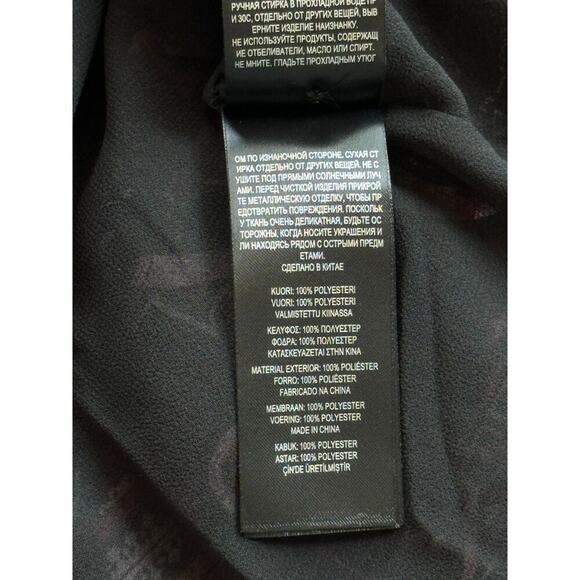 РУЧНАЯ СТИРКА В ПРОХЛАДНОЙ ВОДЕ ПР
И 30С, ОТДЕЛЬНО ОТ ДРУГИХ ВЕЩЕЙ, ВЫВ
ЕРНИТЕ ИЗДЕЛИЕ НАИЗНАНКУ.
НЕ ИСПОЛЬЗУЙТЕ ПРОДУКТЫ, СОДЕРЖАЩ
ИЕ ОТБЕЛИВАТЕЛИ, МАСЛО ИЛИ СПИРТ.
НЕ МНИТЕ. ГЛАДЬТЕ ПРОХЛАДНЫМ УТЮГ
ОМ ПО ИЗНАНОЧНОЙ СТОРОНЕ. СУХАЯ СТ
ИРКА ОТДЕЛЬНО ОТ ДРУГИХ ВЕЩЕЙ. НЕ С
УШИТЕ ПОД ПРЯМЫМИ СОЛНЕЧНЫМИ ЛУЧ
АМИ. ПЕРЕД ЧИСТКОЙ ИЗДЕЛИЯ ПРИКРОЙ
ТЕ МЕТАЛЛИЧЕСКУЮ ОТДЕЛКУ, ЧТОБЫ ПР
ЕДОТВРАТИТЬ ПОВРЕЖДЕНИЯ. ПОСКОЛЬК
У ТКАНЬ ОЧЕНЬ ДЕЛИКАТНАЯ, БУДЬТЕ ОС
ТОРОЖНЫ, КОГДА НОСИТЕ УКРАШЕНИЯ И
ЛИ НАХОДЯСЬ РЯДОМ С ОСТРЫМИ ПРЕДМ
ЕТАМИ.
СДЕЛАНО В КИТАЕ
KUORI: 100% POLYESTERI
VUORI: 100% POLYESTERI
VALMISTETTU KIINASSA
ΚΕΛΥΦΟΣ: 100% ΠΟΛΥΕΣΤΕΡ
ΦΟΔΡΑ: 100% ΠΟΛΥΕΣΤΕΡ
ΚΑΤΑΣΚΕΥΑΖΕΤΑΙ ΣΤΗΝ ΚΙΝΑ
MATERIAL EXTERIOR: 100% POLIÉSTER
FORRO: 100% POLIÉSTER
FABRICADO NA CHINA
MEMBRAAN: 100% POLYESTER
VOERING: 100% POLYESTER
MADE IN CHINA
KABUK: 100% POLYESTER
ASTAR: 100% POLYESTER
ÇİN'DE ÜRETİLMİŞTİR